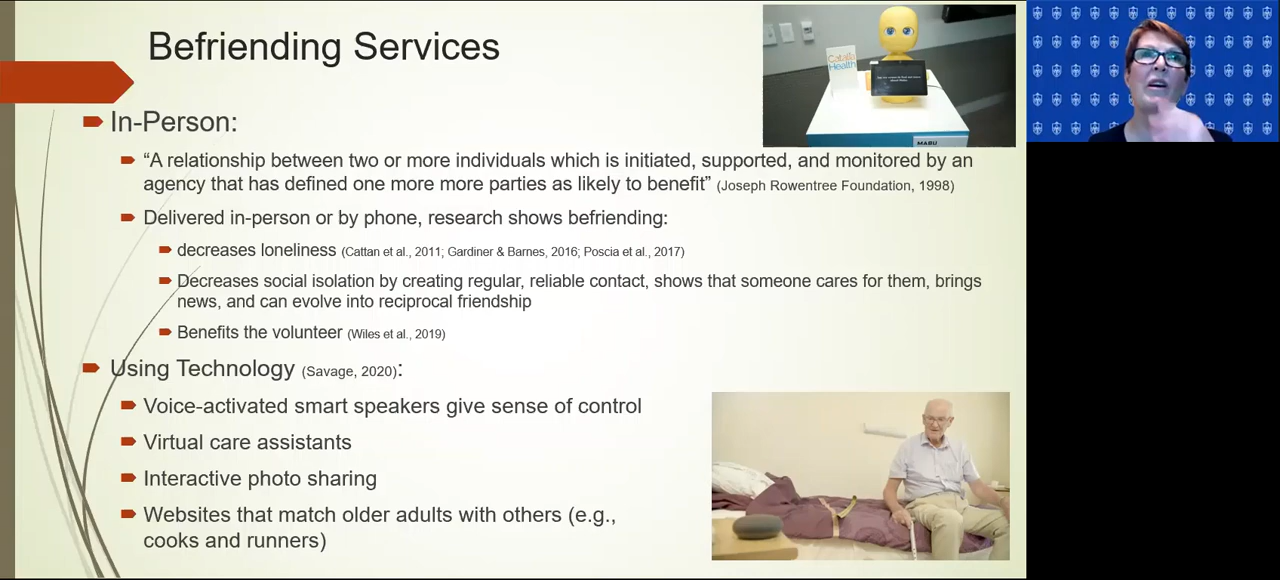 Befriending Services
Catalia
Health
MABU
In-Person:
“A relationship between two or more individuals which is initiated, supported, and monitored by an
agency that has defined one more more parties as likely to benefit” (Joseph Rowentree Foundation, 1998)
Delivered in-person or by phone, research shows befriending:
decreases loneliness (Cattan et al., 2011; Gardiner & Barnes, 2016; Poscia et al., 2017)
Decreases social isolation by creating regular, reliable contact, shows that someone cares for them, brings
news, and can evolve into reciprocal friendship
Benefits the volunteer (Wiles et al., 2019)
Using Technology (Savage, 2020):
Voice-activated smart speakers give sense of control
Virtual care assistants
Interactive photo sharing
Websites that match older adults with others (e.g.,
cooks and runners)